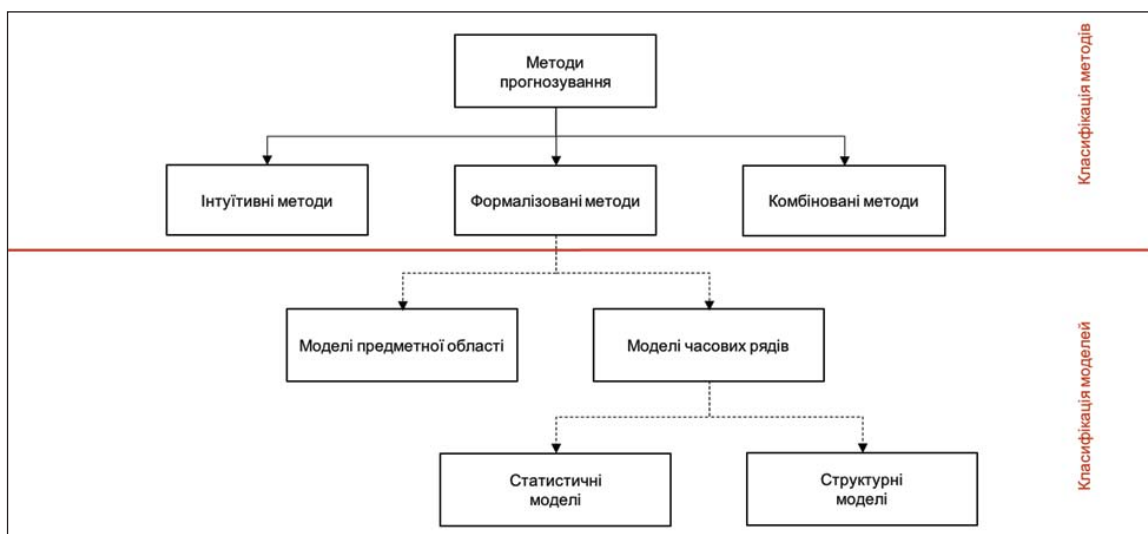 Методи
прогнозування
Класифікація методів
Інтуїтивні методи
Формалізовані методи
Комбіновані методи
Моделі предметної області
Моделі часових рядів
Класифікація моделей
Статистичні
моделі
Структурні
моделі